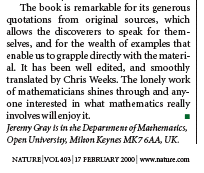 The book is remarkable for its generous
quotations from original sources, which
allows the discoverers to speak for them-
selves, and for the wealth of examples that
enable us to grapple directly with the materi-
al. It has been well edited, and smoothly
translated by Chris Weeks. The lonely work
of mathematicians shines through and any-
one interested in what mathematics really
involves will enjoy it. ■
Jeremy Gray is in the Department of Mathematics,
Open University, Milton Keynes MK7 6AA, UK.
NATURE | VOL 403 | 17 FEBRUARY 2000 | www.nature.com